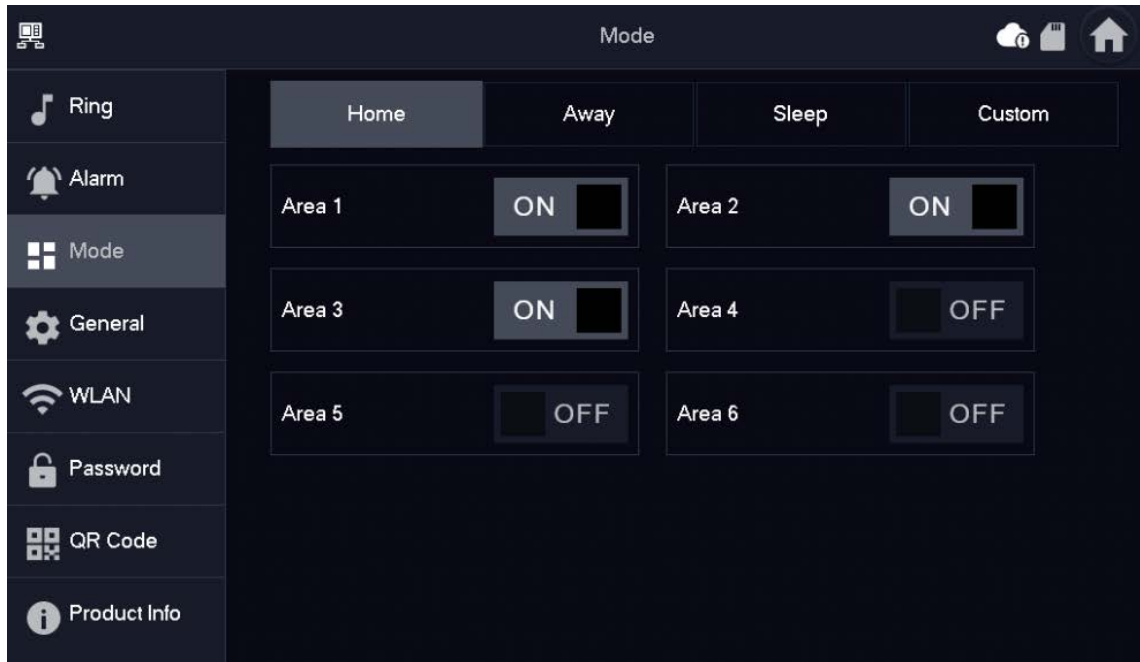 Mode
Ring
Alarm
Mode
General
WLAN
Password
QR Code
Product Info
Home Away Sleep Custom
Area 1 ON Area 2 ON
Area 3 ON Area 4 OFF
Area 5 OFF Area 6 OFF